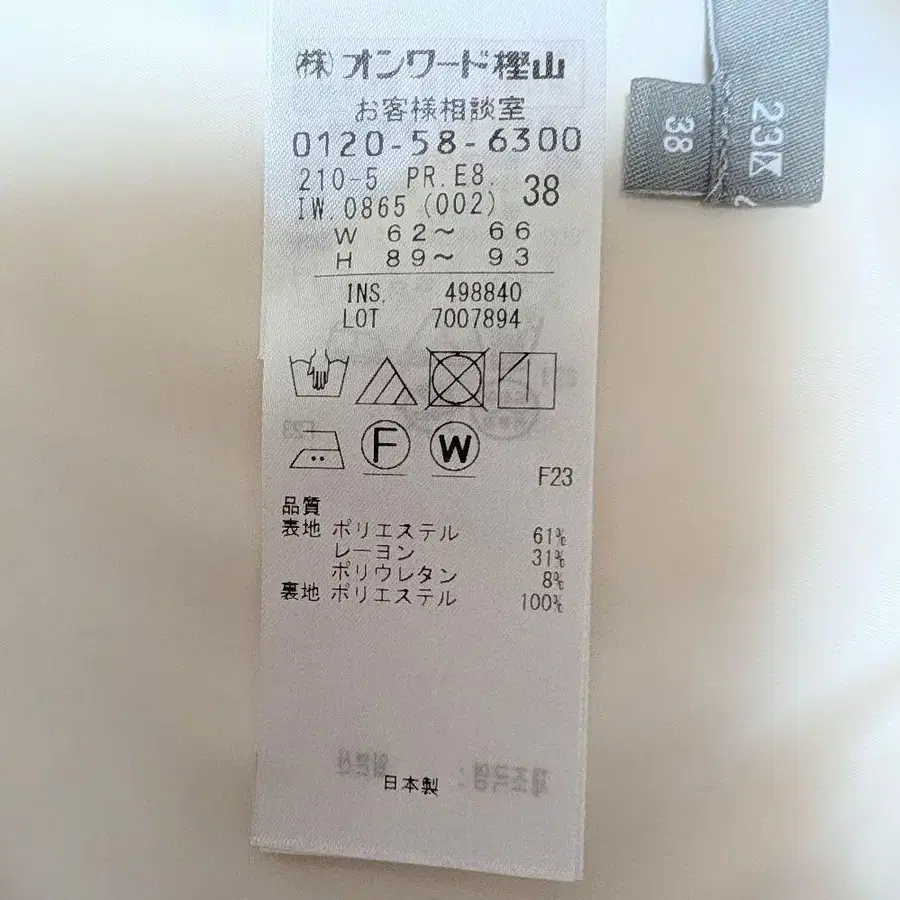 (株)オンワード樫山
お客様相談室
0120-58-6300
210-5 PR.E8.
IW.0865 (002) 38
W 62～ 66
H 89～ 93
INS. 498840
LOT 7007894
F W
F23
品質
表地 ポリエステル 61%
レーヨン 31%
ポリウレタン 8%
裏地 ポリエステル 100%
日本製
38
23区